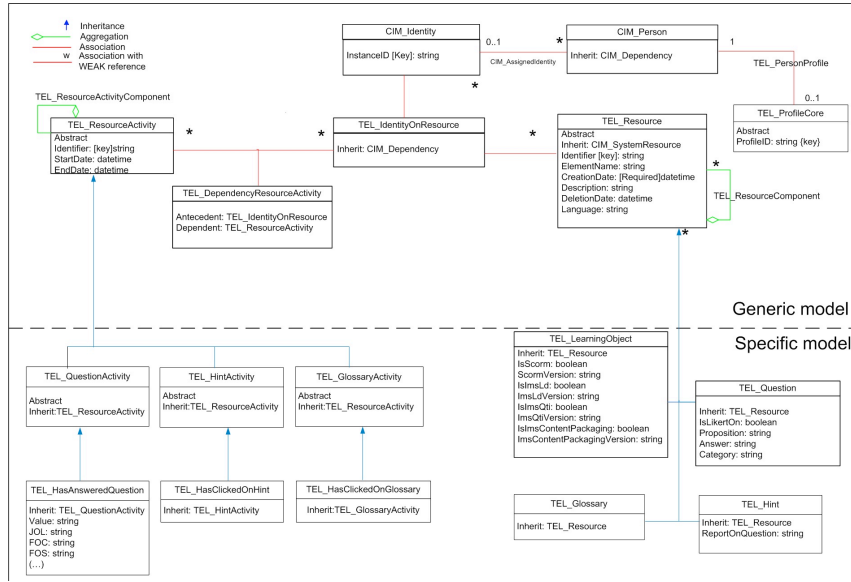 Inheritance
Aggregation
Association
W Association with
WEAK reference
CIM_Identity
InstanceID [Key]: string
0..1
*
CIM_AssignedIdentity
CIM_Person
Inherit: CIM_Dependency
1
TEL_PersonProfile
0..1
TEL_ProfileCore
Abstract
ProfileID: string {key}
TEL_ResourceActivityComponent
TEL_ResourceActivity
Abstract
Identifier: [key]string
StartDate: datetime
EndDate: datetime
*
*
*
TEL_IdentityOnResource
Inherit: CIM_Dependency
*
TEL_Resource
Abstract
Inherit: CIM_SystemResource
Identifier [key]: string
ElementName: string
CreationDate: [Required]datetime
Description: string
DeletionDate: datetime
Language: string
*
TEL_ResourceComponent
*
TEL_DependencyResourceActivity
Antecedent: TEL_IdentityOnResource
Dependent: TEL_ResourceActivity
Generic model
Specific model
TEL_QuestionActivity
Abstract
Inherit:TEL_ResourceActivity
TEL_HintActivity
Abstract
Inherit:TEL_ResourceActivity
TEL_GlossaryActivity
Abstract
Inherit:TEL_ResourceActivity
TEL_LearningObject
Inherit: TEL_Resource
IsScorm: boolean
ScormVersion: string
IsImsLd: boolean
ImsLdVersion: string
IsImsQti: boolean
ImsQtiVersion: string
IsImsContentPackaging: boolean
ImsContentPackagingVersion: string
TEL_Question
Inherit: TEL_Resource
IsLikertOn: boolean
Proposition: string
Answer: string
Category: string
TEL_HasAnsweredQuestion
Inherit: TEL_QuestionActivity
Value: string
JOL: string
FOC: string
FOS: string
(...)
TEL_HasClickedOnHint
Inherit: TEL_HintActivity
TEL_HasClickedOnGlossary
Inherit:TEL_GlossaryActivity
TEL_Glossary
Inherit: TEL_Resource
TEL_Hint
Inherit: TEL_Resource
ReportOnQuestion: string